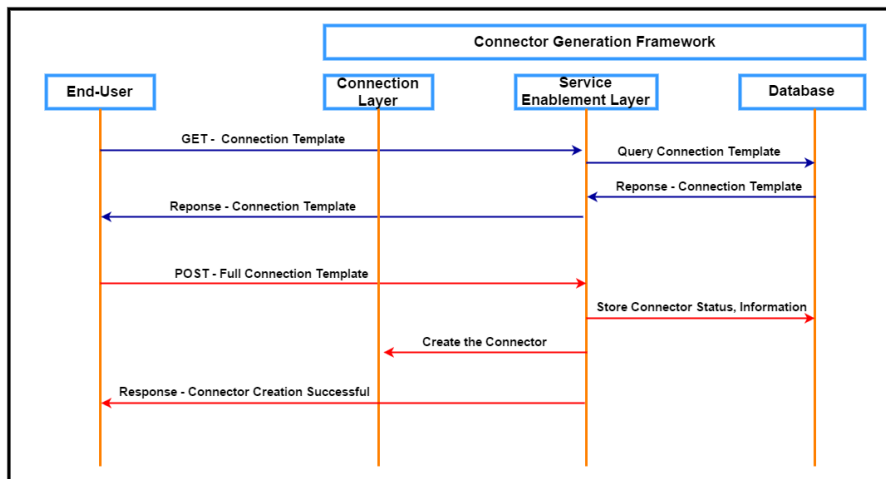 Connector Generation Framework
End-User
Connection
Layer
Service
Enablement Layer
Database
GET - Connection Template
Query Connection Template
Reponse - Connection Template
Reponse - Connection Template
POST - Full Connection Template
Store Connector Status, Information
Create the Connector
Response - Connector Creation Successful